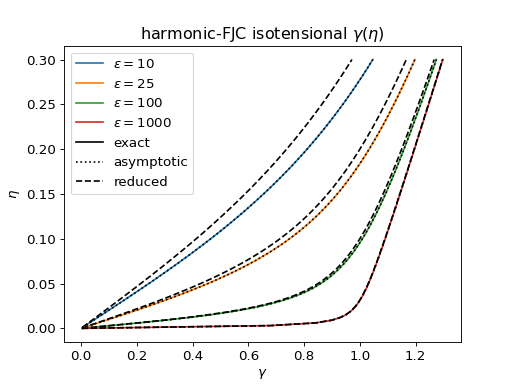 harmonic-FJC isotensional γ(η)
ε = 10
ε = 25
ε = 100
ε = 1000
exact
asymptotic
reduced
η
0.30
0.25
0.20
0.15
0.10
0.05
0.00
0.0 0.2 0.4 0.6 0.8 1.0 1.2
γ